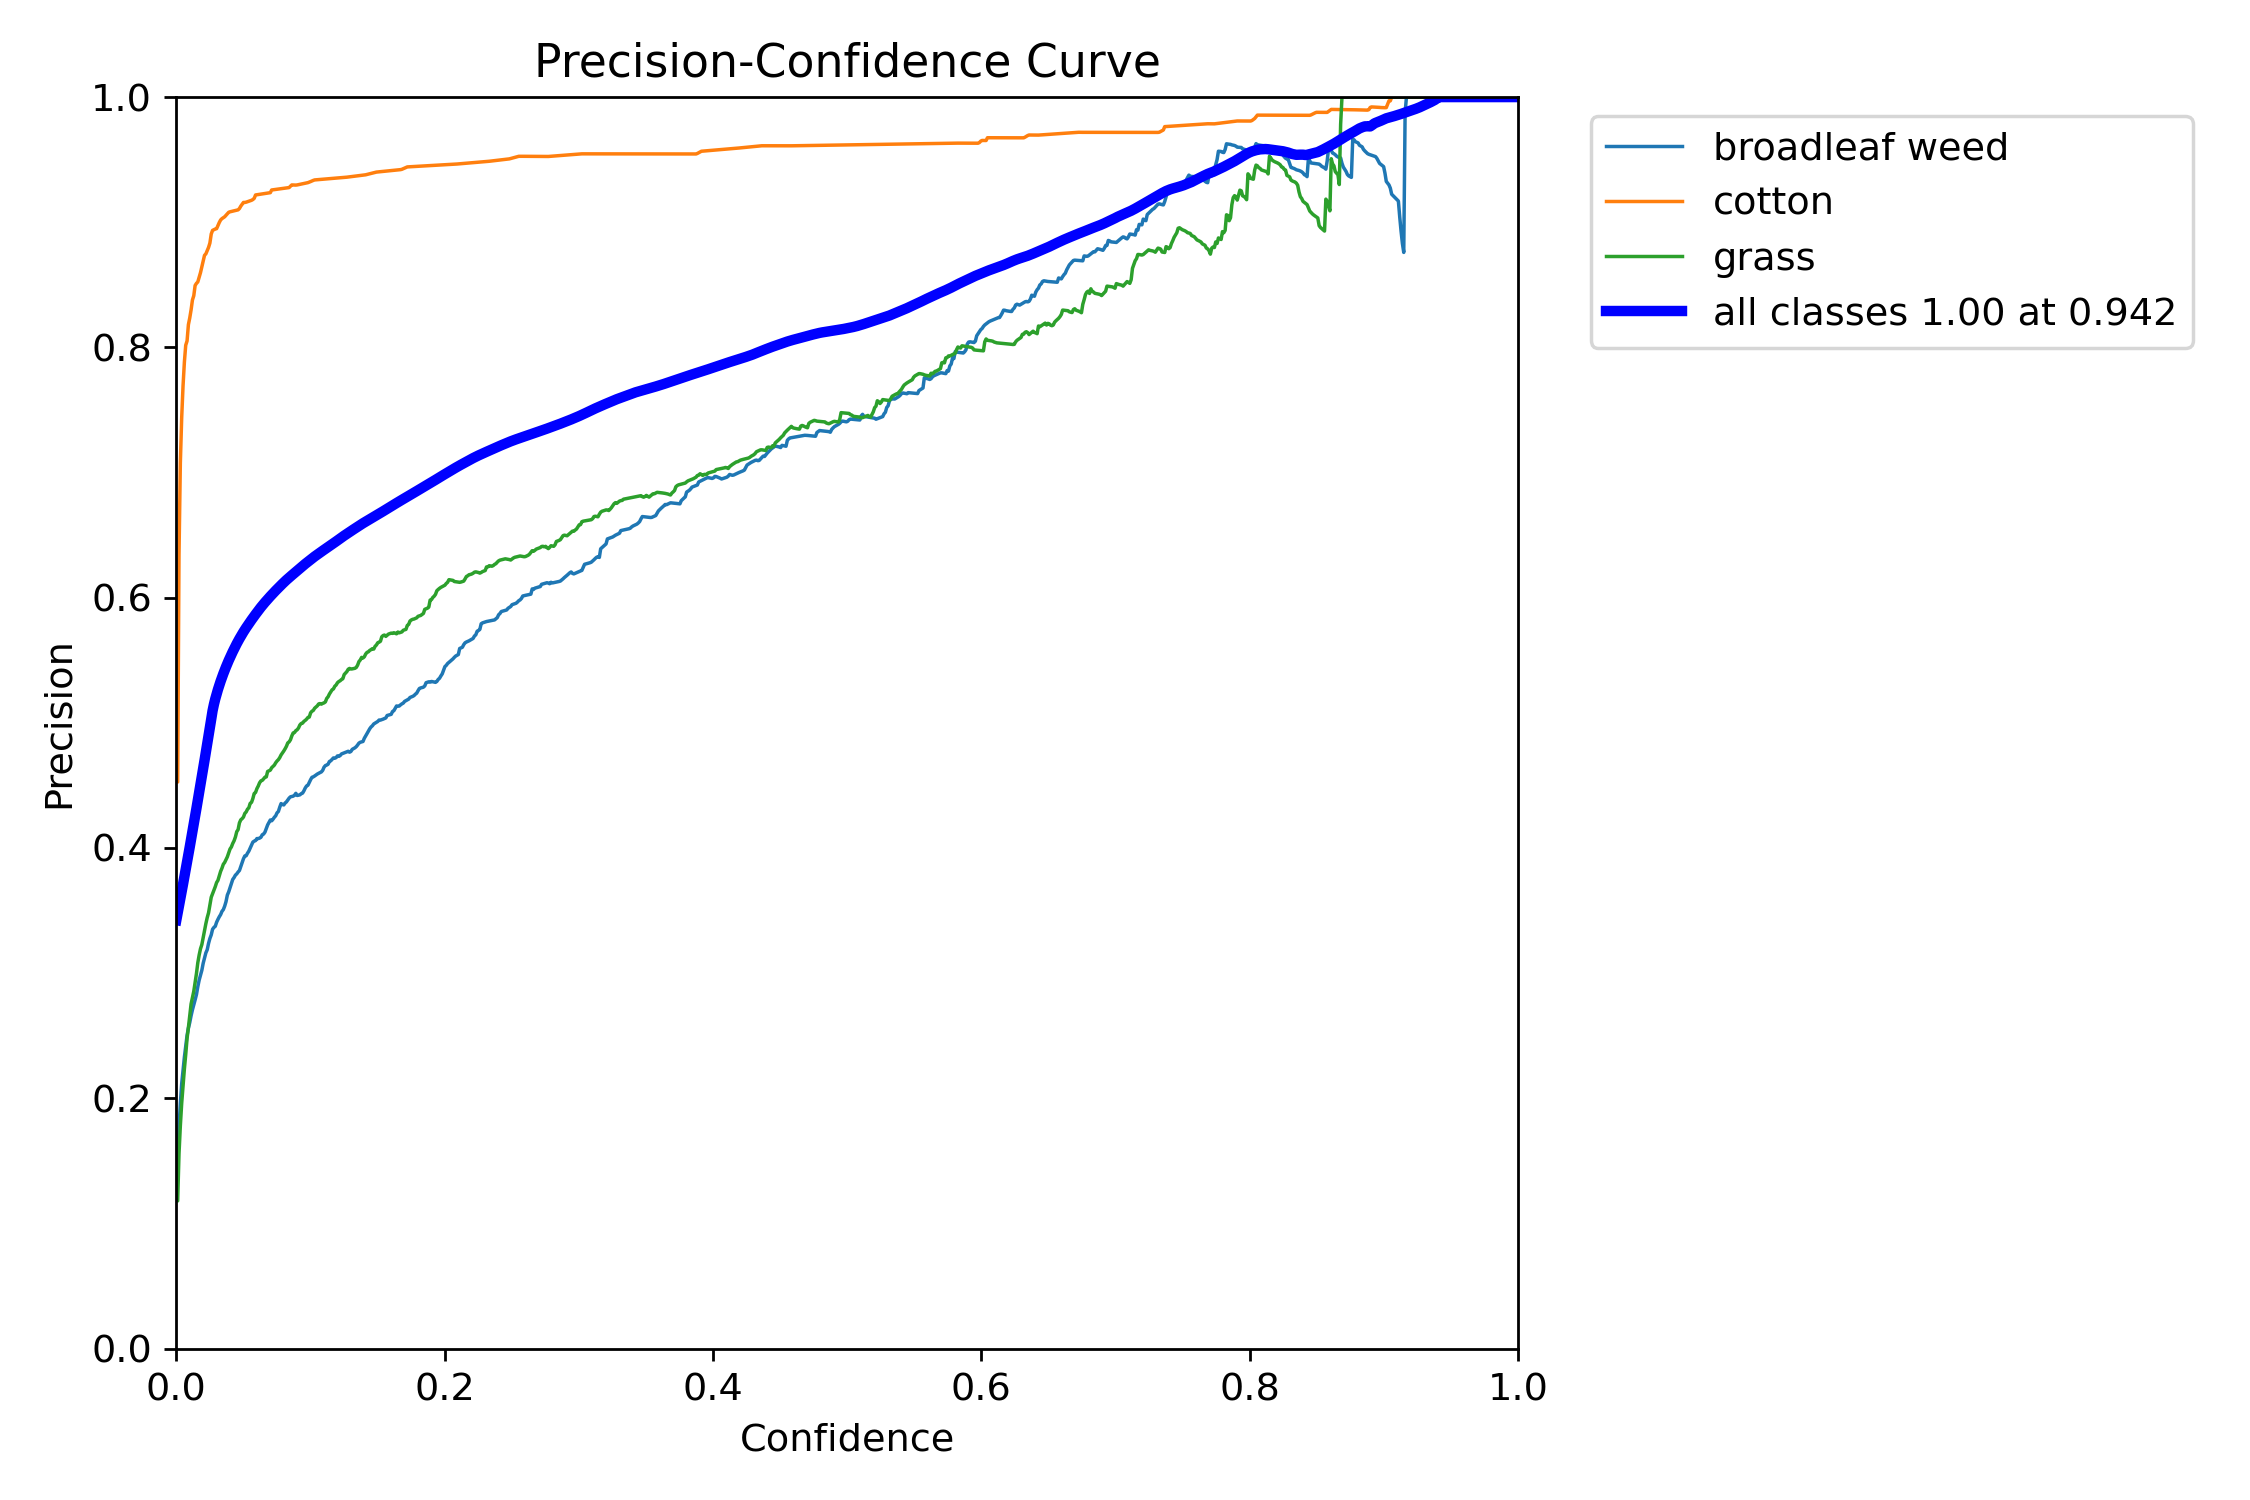 Precision-Confidence Curve
1.0
0.8
0.6
0.4
0.2
0.0
Precision
0.0 0.2 0.4 0.6 0.8 1.0
Confidence
broadleaf weed
cotton
grass
all classes 1.00 at 0.942